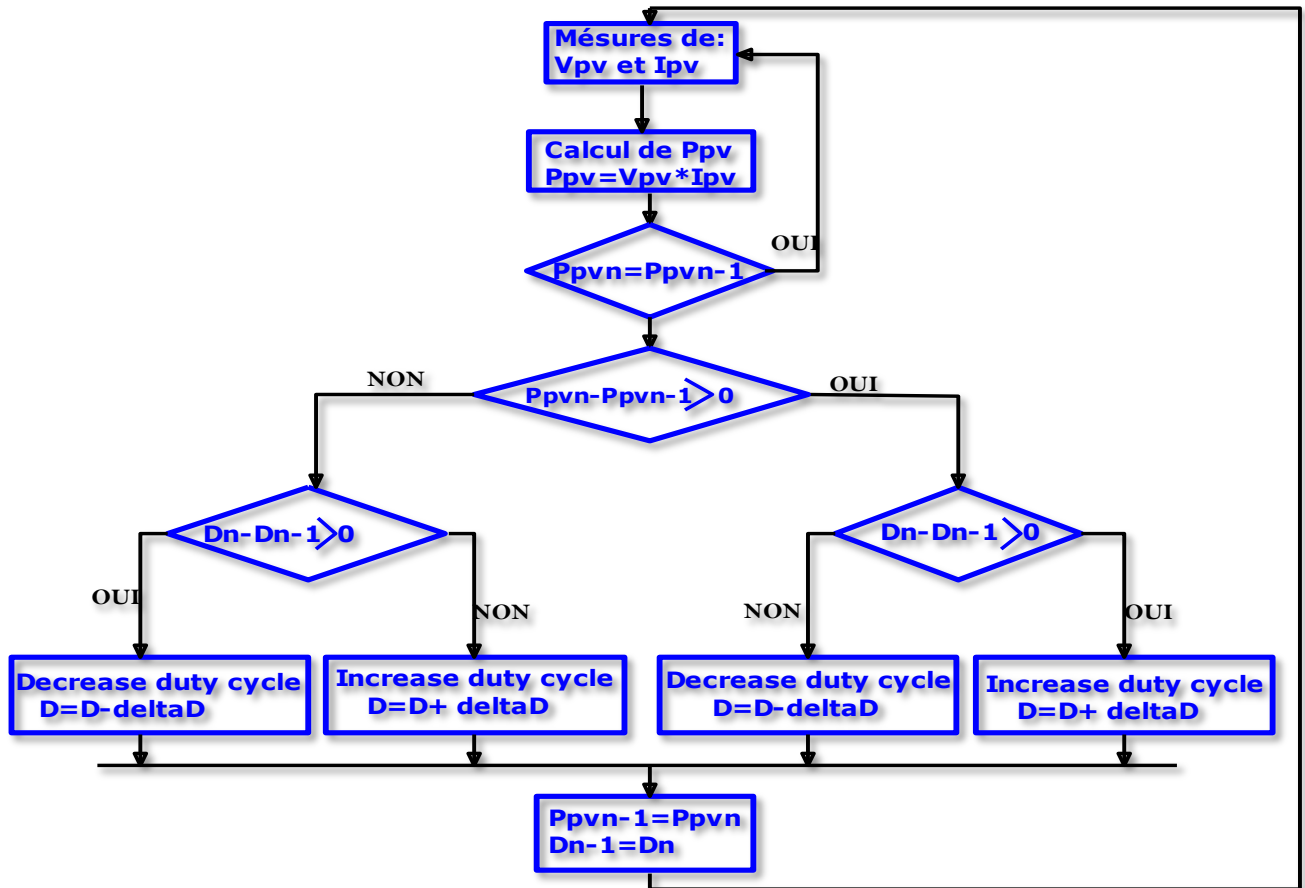 Mésures de:
Vpv et Ipv
Calcul de Ppv
Ppv=Vpv*Ipv
OUI
Ppvn=Ppvn-1
NON
OUI
Ppvn-Ppvn-1>0
Dn-Dn-1>0
Dn-Dn-1>0
OUI
NON
NON
OUI
Decrease duty cycle
D=D-deltaD
Increase duty cycle
D=D+ deltaD
Decrease duty cycle
D=D-deltaD
Increase duty cycle
D=D+ deltaD
Ppvn-1=Ppvn
Dn-1=Dn